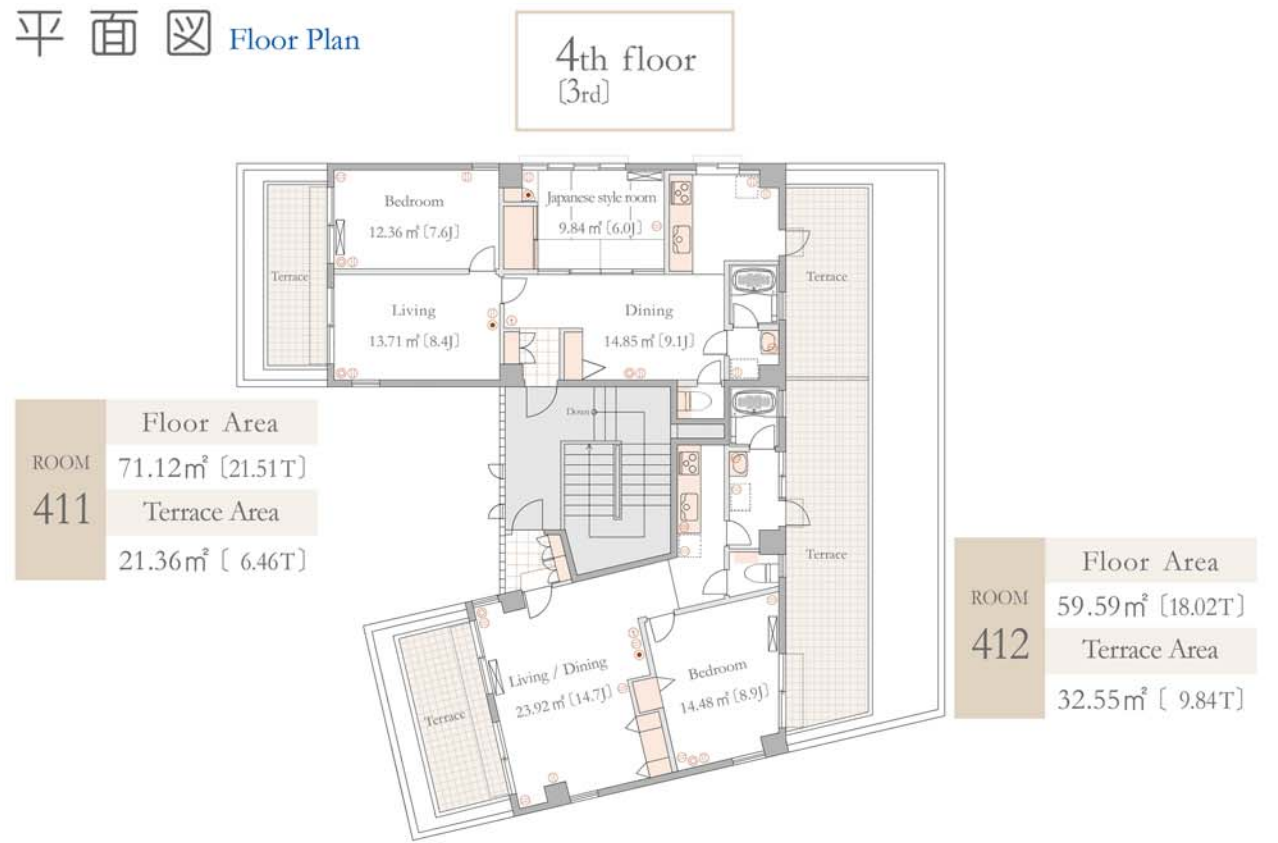 平面図 Floor Plan
4th floor
〔3rd〕
Bedroom
12.36㎡〔7.6J〕
Japanese style room
9.84㎡〔6.0J〕
Terrace
Terrace
Living
13.71㎡〔8.4J〕
Dining
14.85㎡〔9.1J〕
Down
ROOM
411
Floor Area
71.12㎡〔21.51T〕
Terrace Area
21.36㎡〔 6.46T〕
Terrace
ROOM
412
Floor Area
59.59㎡〔18.02T〕
Terrace Area
32.55㎡〔 9.84T〕
Living / Dining
23.92㎡〔14.7J〕
Bedroom
14.48㎡〔8.9J〕
Terrace